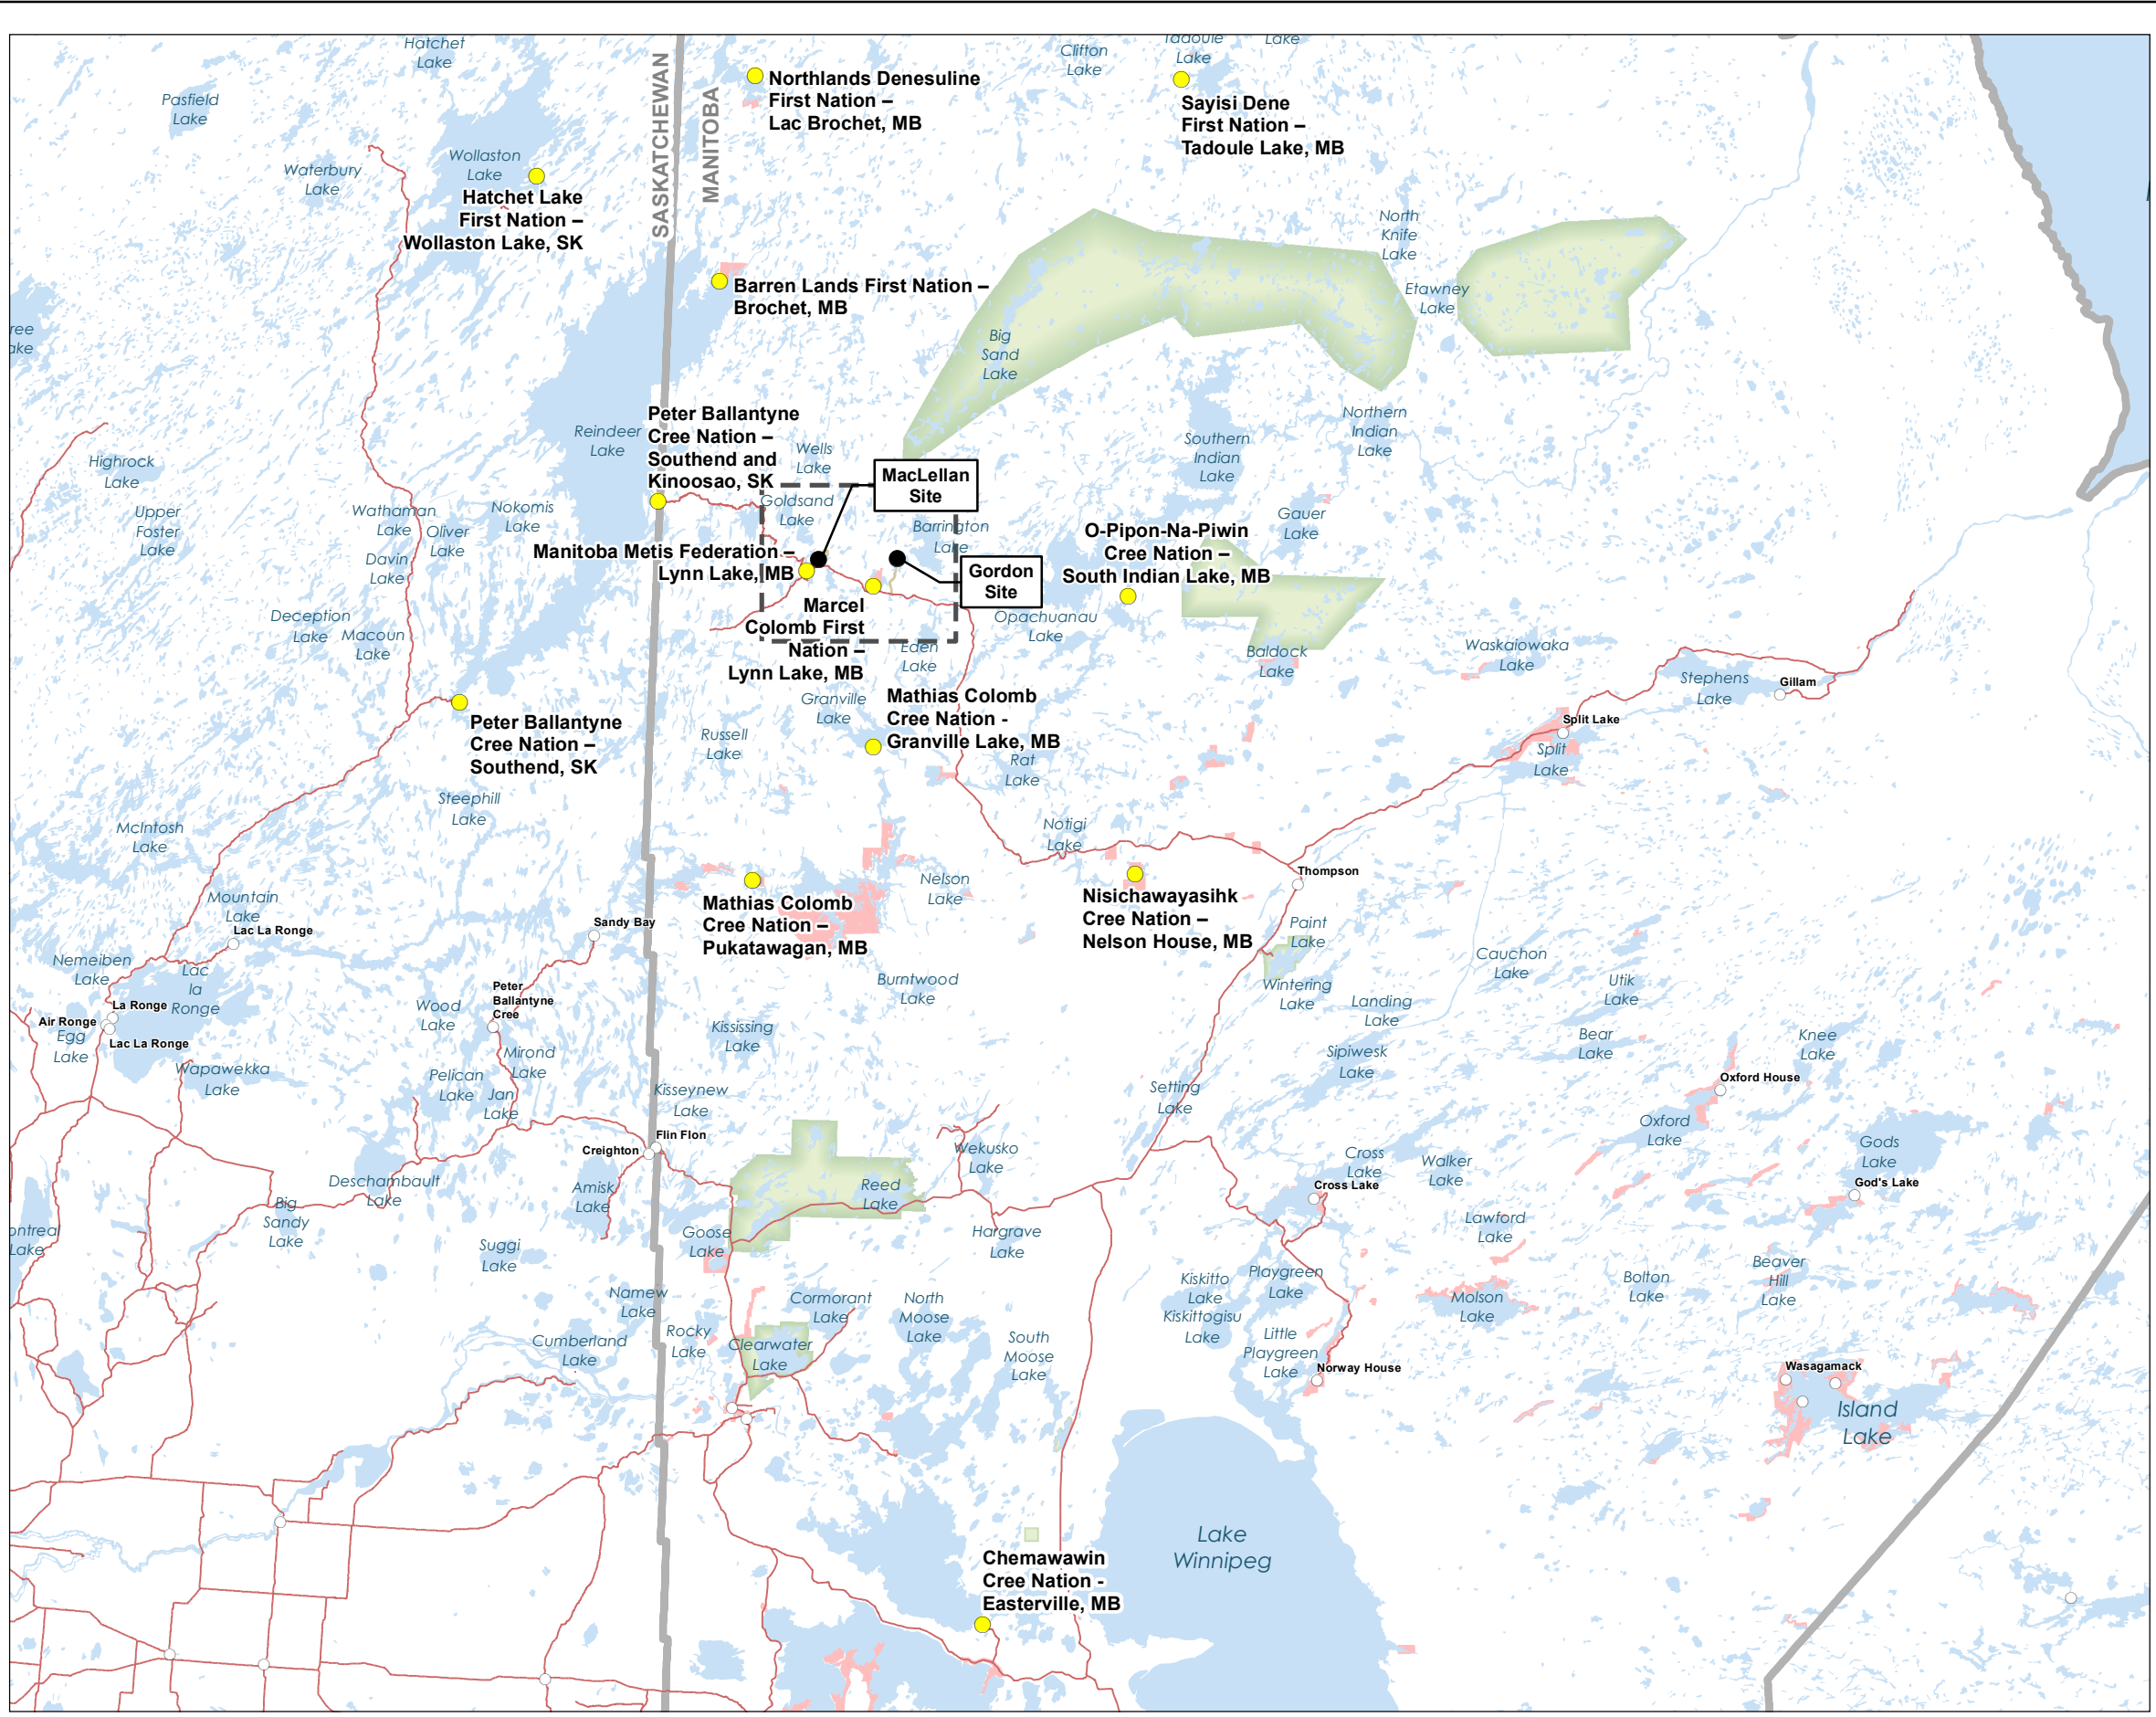 Hatchet
Lake
Clifton
Lake
Tadoule
Lake
Lake
Pasfield
Lake
SASKATCHEWAN
MANITOBA
Northlands Denesuline
First Nation –
Lac Brochet, MB
Sayisi Dene
First Nation –
Tadoule Lake, MB
Waterbury
Lake
Wollaston
Lake
Hatchet Lake
First Nation –
Wollaston Lake, SK
North
Knife
Lake
Barren Lands First Nation –
Brochet, MB
Etawney
Lake
Big
Sand
Lake
ree
ake
Peter Ballantyne
Cree Nation –
Southend and
Kinoosao, SK
Reindeer
Lake
Wells
Lake
Southern
Indian
Lake
Northern
Indian
Lake
MacLellan
Site
Highrock
Lake
Upper
Foster
Lake
Wathaman
Lake
Oliver
Lake
Nokomis
Lake
Goldsand
Lake
Barrington
Lake
Gauer
Lake
O-Pipon-Na-Piwin
Cree Nation –
South Indian Lake, MB
Davin
Lake
Manitoba Metis Federation –
Lynn Lake, MB
Gordon
Site
Marcel
Colomb First
Nation –
Lynn Lake, MB
Deception
Lake
Macoun
Lake
Opachuanau
Lake
Eden
Lake
Baldock
Lake
Waskaiowaka
Lake
Stephens
Lake
Gillam
Peter Ballantyne
Cree Nation –
Southend, SK
Granville
Lake
Mathias Colomb
Cree Nation -
Granville Lake, MB
Russell
Lake
Rat
Lake
Split Lake
Split
Lake
Steephill
Lake
McIntosh
Lake
Notigi
Lake
Mountain
Lake
Lac La Ronge
Sandy Bay
Mathias Colomb
Cree Nation –
Pukatawagan, MB
Nelson
Lake
Nisichawayasihk
Cree Nation –
Nelson House, MB
Thompson
Paint
Lake
Nemeiben
Lake
Lac
la
Ronge
La Ronge
Air Ronge
Egg
Lake
Lac La Ronge
Wapawekka
Lake
Wood
Lake
Peter
Ballantyne
Cree
Mirond
Lake
Pelican
Lake
Jan
Lake
Burntwood
Lake
Kississing
Lake
Wintering
Lake
Landing
Lake
Cauchon
Lake
Utik
Lake
Bear
Lake
Knee
Lake
Sipiwesk
Lake
Setting
Lake
Oxford House
Oxford
Lake
Kisseynew
Lake
Flin Flon
Creighton
Wekusko
Lake
Cross
Lake
Cross Lake
Walker
Lake
Gods
Lake
God's Lake
Deschambault
Lake
Amisk
Lake
Reed
Lake
Big
Sandy
Lake
ontreal
Lake
Suggi
Lake
Goose
Lake
Hargrave
Lake
Lawford
Lake
Namew
Lake
Cormorant
Lake
North
Moose
Lake
Kiskitto
Lake
Kiskittogisu
Lake
Playgreen
Lake
Molson
Lake
Bolton
Lake
Beaver
Hill
Lake
Cumberland
Lake
Rocky
Lake
Clearwater
Lake
South
Moose
Lake
Little
Playgreen
Lake
Norway House
Wasagamack
Island
Lake
Lake
Winnipeg
Chemawawin
Cree Nation -
Easterville, MB